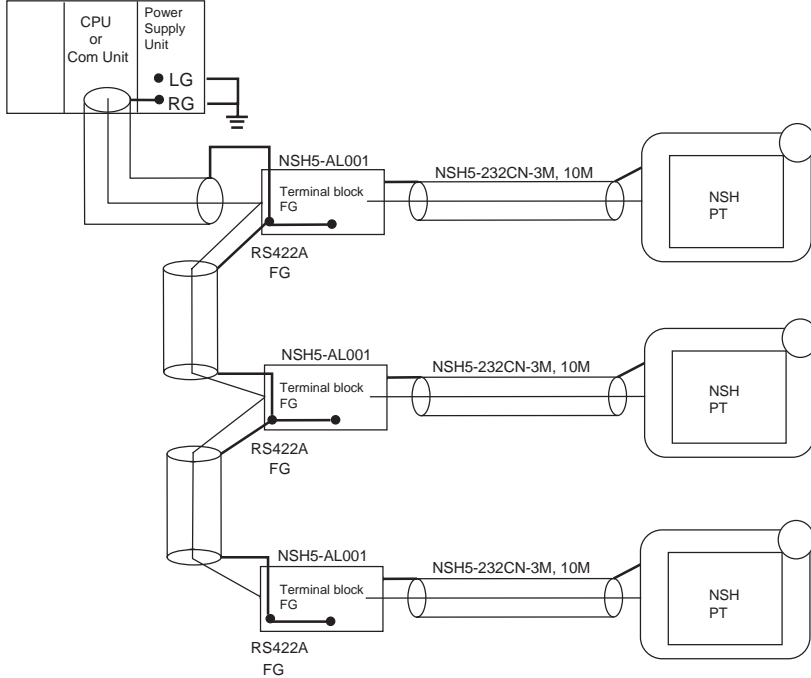 CPU
or
Com Unit
Power
Supply
Unit
LG
RG
NSH5-AL001
Terminal block
FG
RS422A
FG
NSH5-232CN-3M, 10M
NSH
PT
NSH5-AL001
Terminal block
FG
RS422A
FG
NSH5-232CN-3M, 10M
NSH
PT
NSH5-AL001
Terminal block
FG
RS422A
FG
NSH5-232CN-3M, 10M
NSH
PT